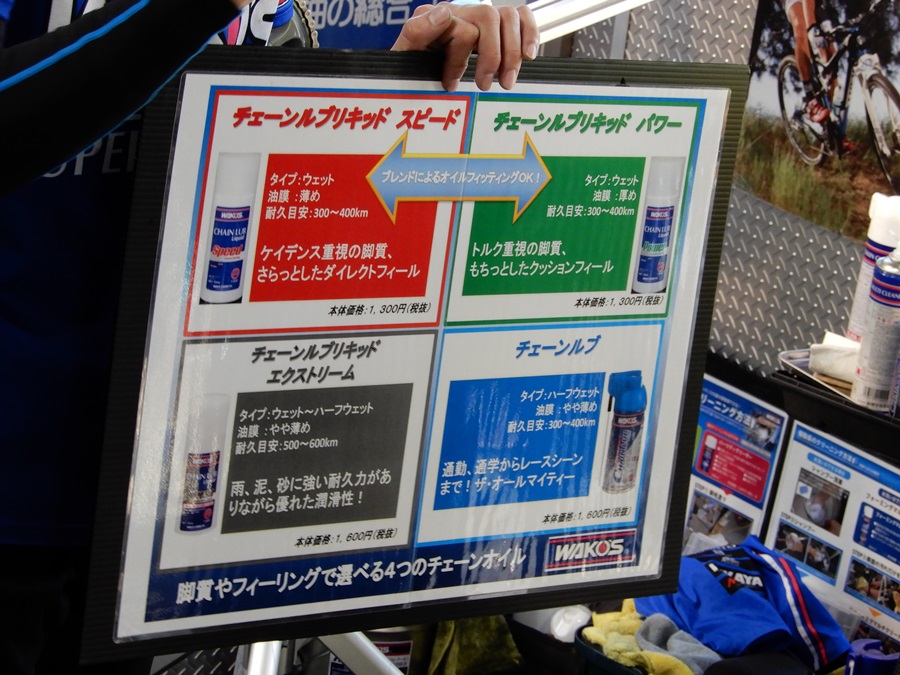 油の総合
SPE
チェーンルブリキッド スピード
タイプ：ウェット
油膜：薄め
耐久目安：300～400km
ケイデンス重視の脚質、
さらっとしたダイレクトフィール
本体価格：1,300円（税抜）
WAKO'S
CHAIN LUB
Liquid
Speed
チェーンルブリキッド パワー
ブレンドによるオイルフィッティングOK！
タイプ：ウェット
油膜：厚め
耐久目安：300～400km
トルク重視の脚質、
もちっとしたクッションフィール
本体価格：1,300円（税抜）
WAKO'S
CHAIN LUB
Power
チェーンルブリキッド
エクストリーム
タイプ：ウェット～ハーフウェット
油膜：やや薄め
耐久目安：500～600km
雨、泥、砂に強い耐久力があ
りながら優れた潤滑性！
本体価格：1,600円（税抜）
チェーンルブ
タイプ：ハーフウェット
油膜：やや薄め
耐久目安：300～400km
通勤、通学からレースシーン
まで！ザ・オールマイティー
本体価格：1,600円（税抜）
脚質やフィーリングで選べる4つのチェーンオイル
WAKO'S